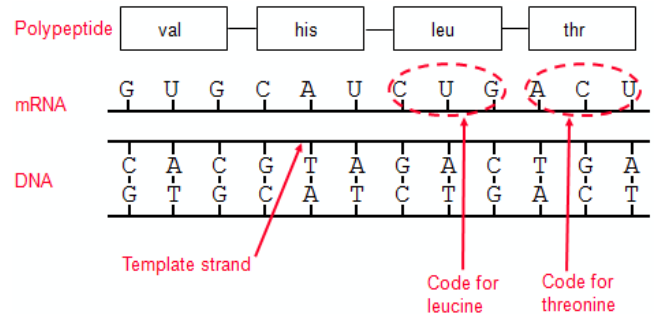 Polypeptide val his leu thr
mRNA G U G C A U C U G A C U
DNA C A C G T A G A C T G A
G T G C A T C T G A C T
Template strand
Code for leucine
Code for threonine